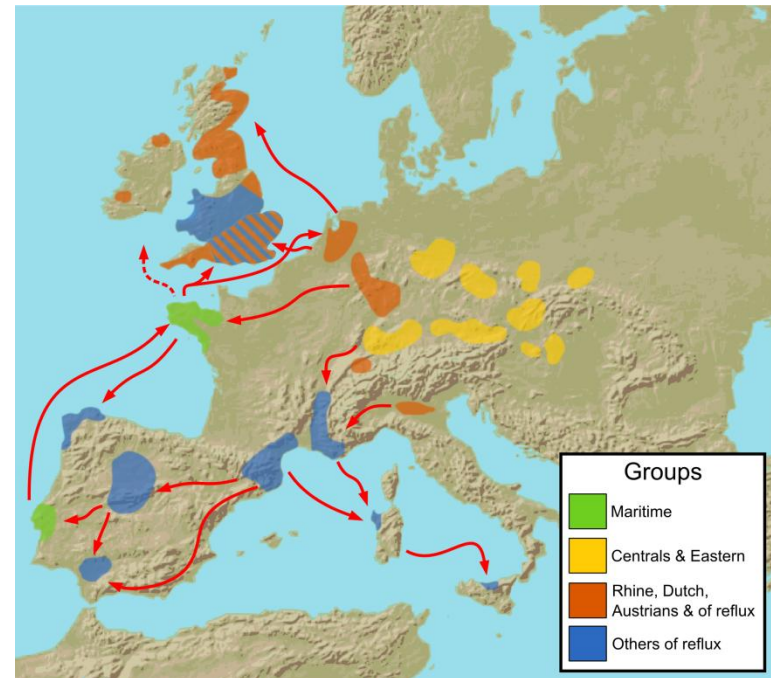 Groups
Maritime
Centrals & Eastern
Rhine, Dutch,
Austrians & of reflux
Others of reflux